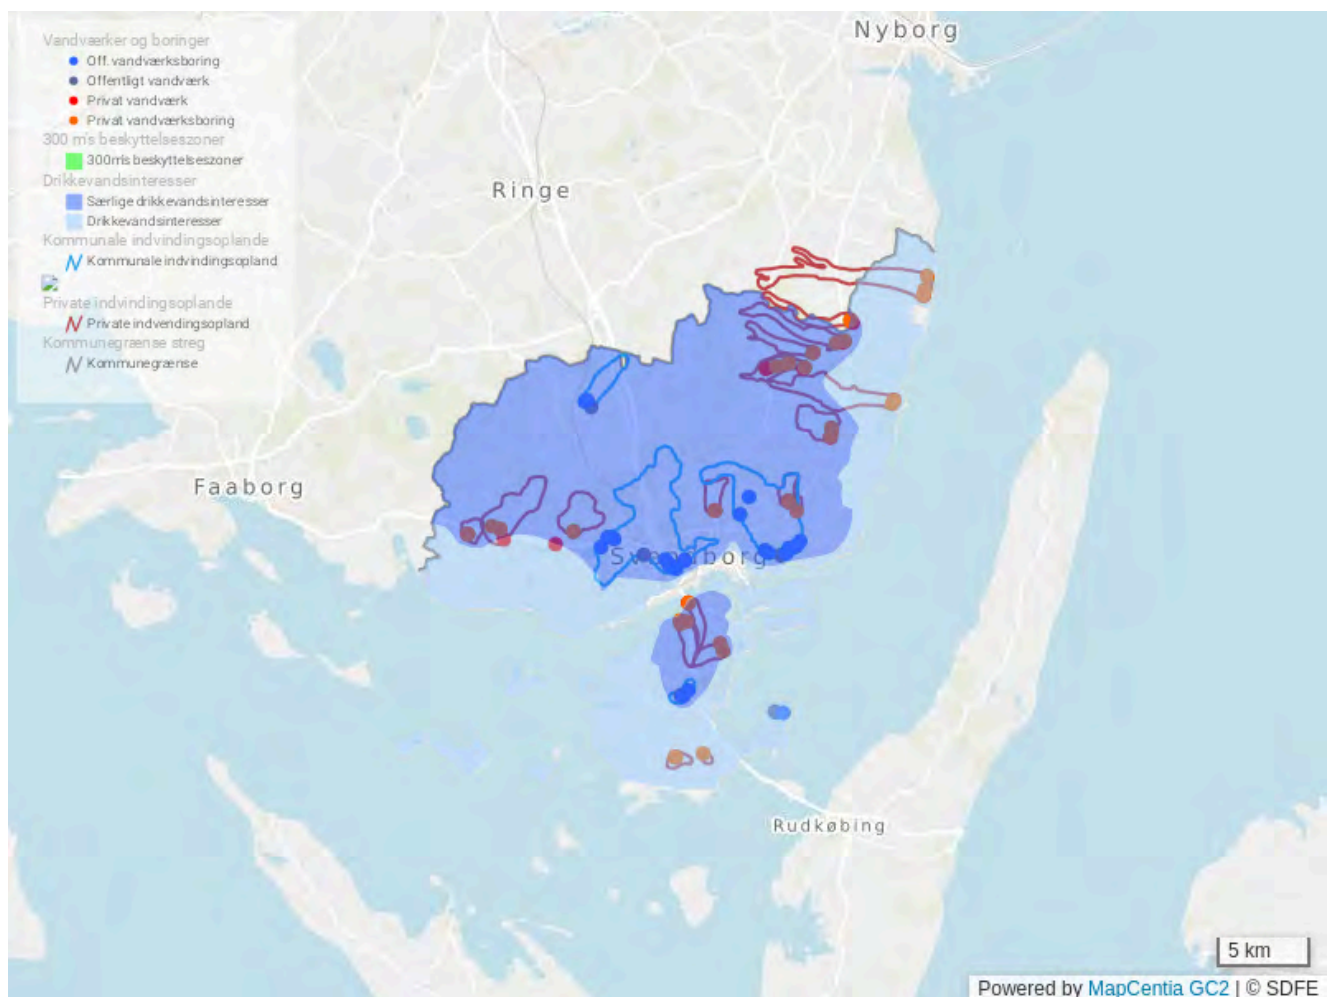 Vandværker og boringer
Off. vandværksboring
Offentligt vandværk
Privat vandværk
Privat vandværksboring
300 m's beskyttelseszoner
300m's beskyttelseszoner
Drikkevandsinteresser
Særlige drikkevandsinteresser
Drikkevandsinteresser
Kommunale indvindingsoplande
Kommunale indvindingsopland
Private indvindingsoplande
Private indvendingsopland
Kommunegrænse streg
Kommunegrænse
Nyborg
Ringe
Faaborg
Svendborg
Rudkøbing
5 km
Powered by MapCentia GC2 | © SDFE